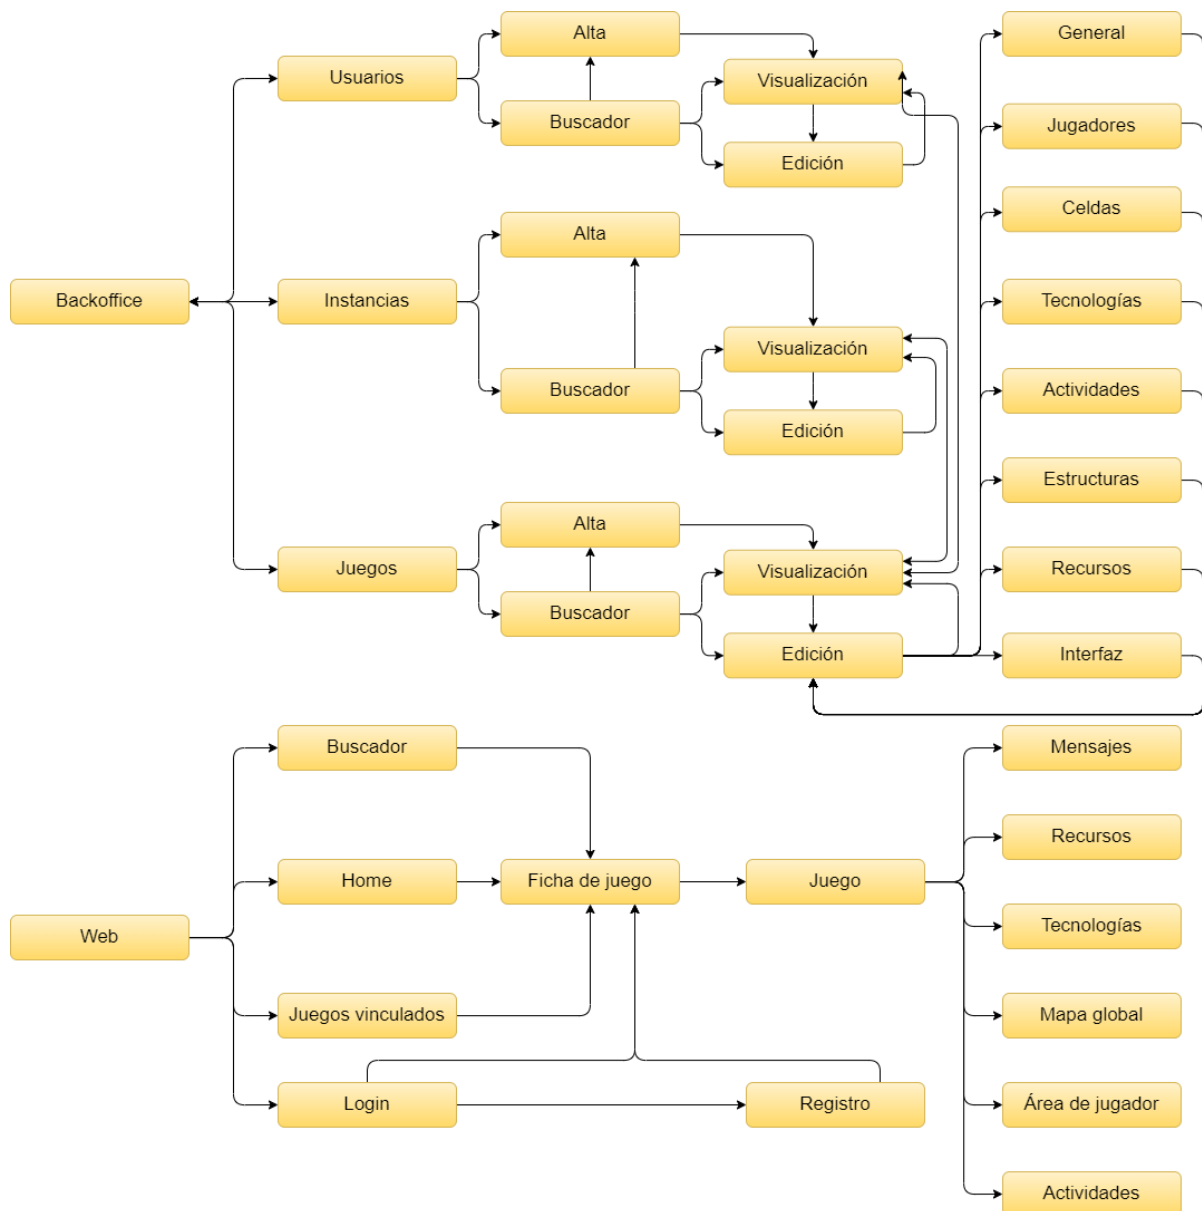 Alta
General
Usuarios
Visualización
Buscador
Jugadores
Edición
Celdas
Alta
Backoffice
Instancias
Tecnologías
Visualización
Buscador
Actividades
Edición
Estructuras
Alta
Juegos
Visualización
Recursos
Buscador
Edición
Interfaz
Buscador
Mensajes
Recursos
Home
Ficha de juego
Juego
Web
Tecnologías
Juegos vinculados
Mapa global
Login
Registro
Área de jugador
Actividades